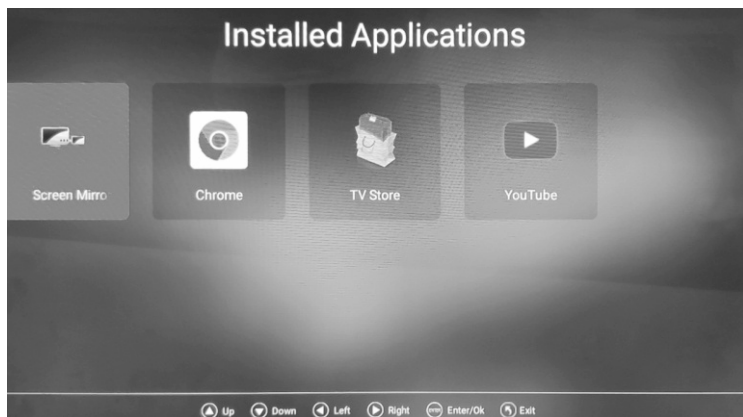 Installed Applications
Screen Mirro
Chrome
TV Store
YouTube
Up Down Left Right Enter/Ok Exit